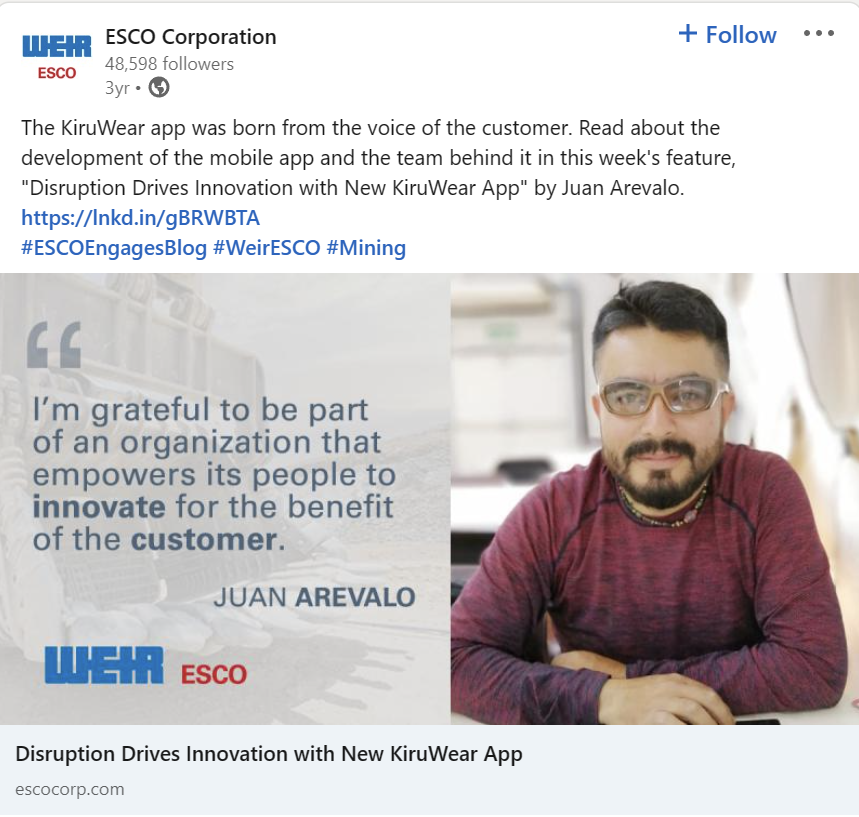 WEIR
ESCO
ESCO Corporation
48,598 followers
3yr •
+ Follow
The KiruWear app was born from the voice of the customer. Read about the
development of the mobile app and the team behind it in this week's feature,
"Disruption Drives Innovation with New KiruWear App" by Juan Arevalo.
https://lnkd.in/gBRWBTA
#ESCOEngagesBlog #WeirESCO #Mining
“
I’m grateful to be part
of an organization that
empowers its people to
innovate for the benefit
of the customer.
JUAN AREVALO
WEIR ESCO
Disruption Drives Innovation with New KiruWear App
escocorp.com